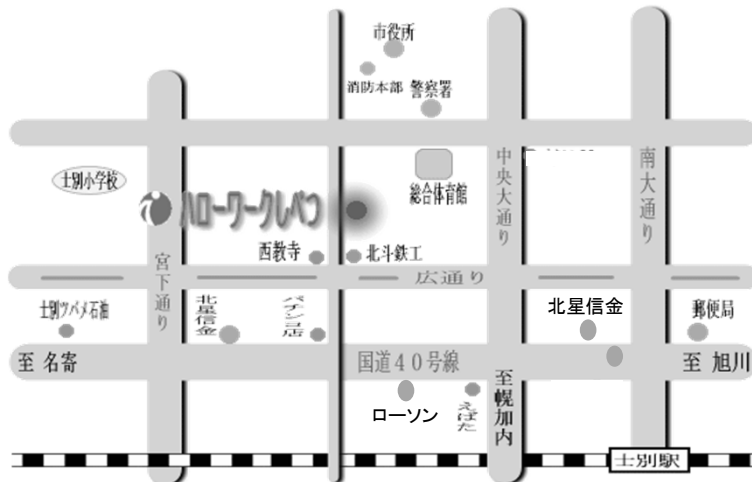 市役所
消防本部
警察署
士別小学校
総合体育館
中央大通り
南大通り
ハローワークしべつ
西教寺
北斗鉄工
宮下通り
広通り
士別ツバメ石油
北星信金
パチンコ店
北星信金
郵便局
至 名寄
国道40号線
至 旭川
ローソン
えばた
至幌加内
士別駅